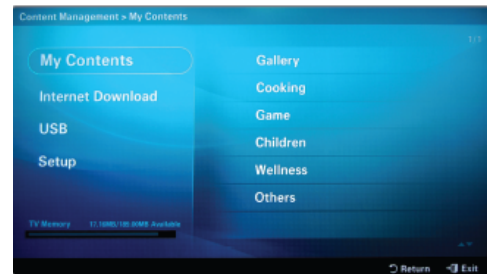 Content Management > My Contents
1/3
My Contents
Internet Download
USB
Setup
Gallery
Cooking
Game
Children
Wellness
Others
TV Memory
Available
Return
Exit